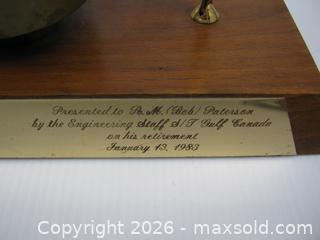 Presented to R. M. (Bob) Paterson
by the Engineering Staff S/T Gulf Canada
on his retirement
January 13, 1983
Copyright © 2026 - maxsold.com